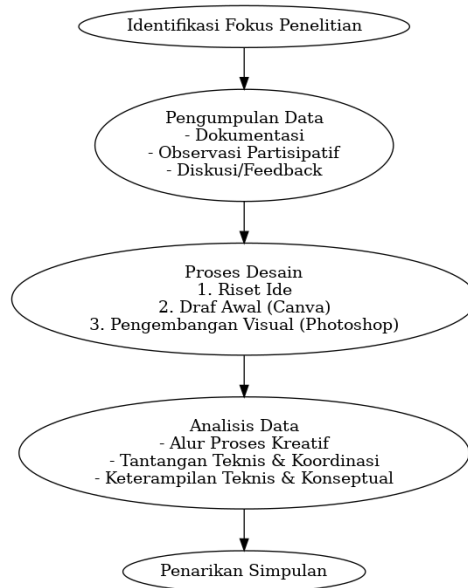 Identifikasi Fokus Penelitian
Pengumpulan Data
- Dokumentasi
- Observasi Partisipatif
- Diskusi/Feedback
Proses Desain
1. Riset Ide
2. Draf Awal (Canva)
3. Pengembangan Visual (Photoshop)
Analisis Data
- Alur Proses Kreatif
- Tantangan Teknis & Koordinasi
- Keterampilan Teknis & Konseptual
Penarikan Simpulan